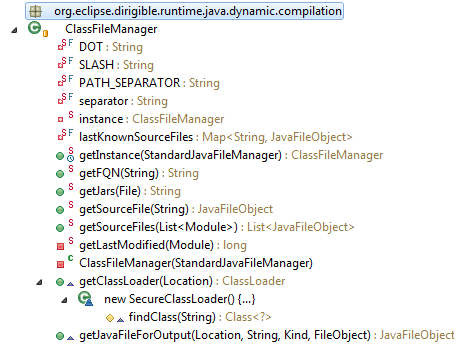 org.eclipse.dirigible.runtime.java.dynamic.compilation
ClassFileManager
DOT : String
SLASH : String
PATH_SEPARATOR : String
separator : String
instance : ClassFileManager
lastKnownSourceFiles : Map<String, JavaFileObject>
getInstance(StandardJavaFileManager) : ClassFileManager
getFQN(String) : String
getJars(File) : String
getSourceFile(String) : JavaFileObject
getSourceFiles(List<Module>) : List<JavaFileObject>
getLastModified(Module) : long
ClassFileManager(StandardJavaFileManager)
getClassLoader(Location) : ClassLoader
new SecureClassLoader() {...}
findClass(String) : Class<?>
getJavaFileForOutput(Location, String, Kind, FileObject) : JavaFileObject